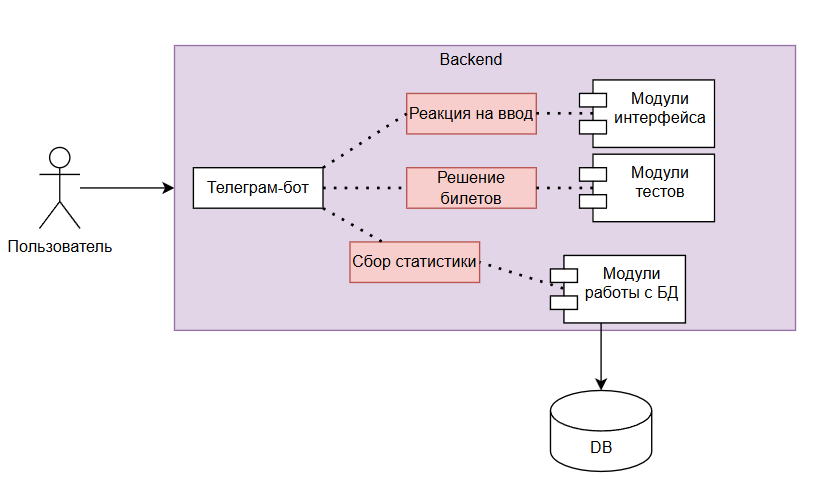 Backend
Реакция на ввод
Модули
интерфейса
Телеграм-бот
Решение
билетов
Модули
тестов
Пользователь
Сбор статистики
Модули
работы с БД
DB